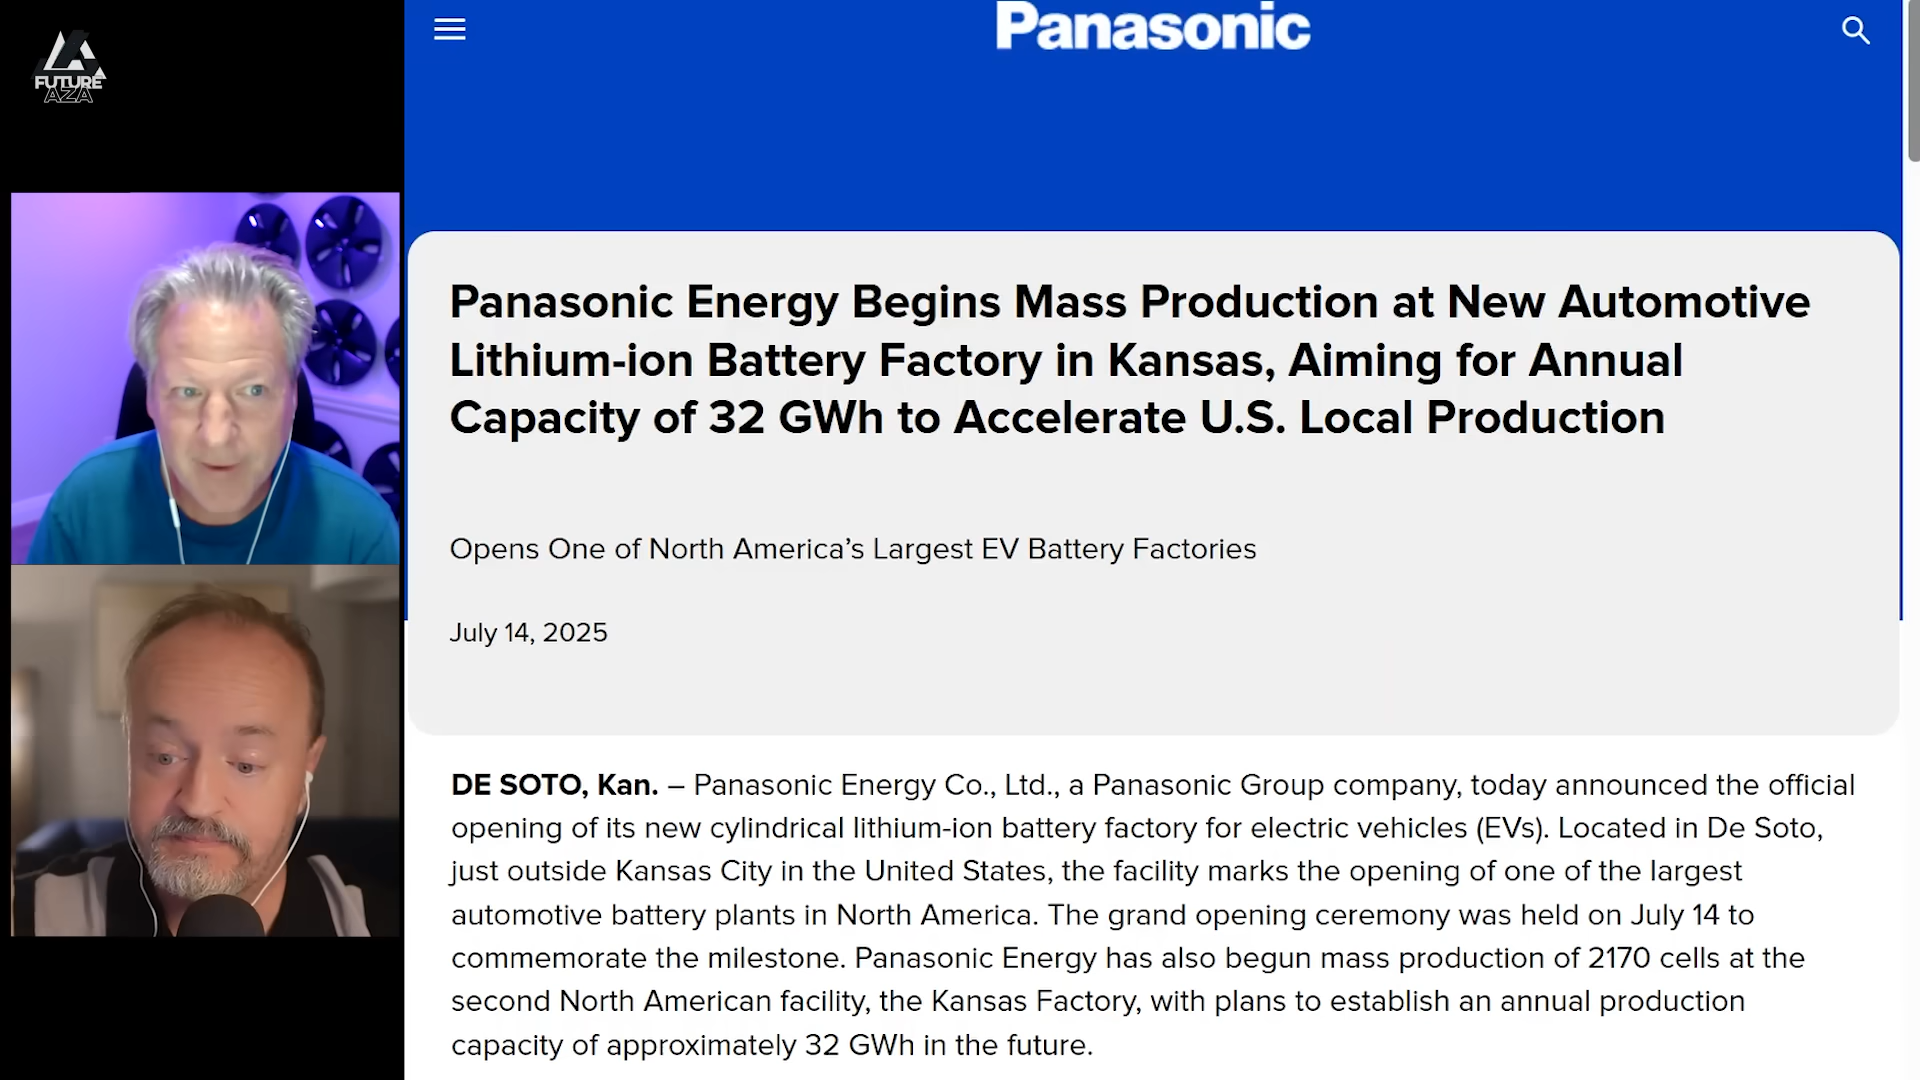 FUTURE
AZA
Panasonic
Panasonic Energy Begins Mass Production at New Automotive
Lithium-ion Battery Factory in Kansas, Aiming for Annual
Capacity of 32 GWh to Accelerate U.S. Local Production
Opens One of North America’s Largest EV Battery Factories
July 14, 2025
DE SOTO, Kan. – Panasonic Energy Co., Ltd., a Panasonic Group company, today announced the official
opening of its new cylindrical lithium-ion battery factory for electric vehicles (EVs). Located in De Soto,
just outside Kansas City in the United States, the facility marks the opening of one of the largest
automotive battery plants in North America. The grand opening ceremony was held on July 14 to
commemorate the milestone. Panasonic Energy has also begun mass production of 2170 cells at the
second North American facility, the Kansas Factory, with plans to establish an annual production
capacity of approximately 32 GWh in the future.